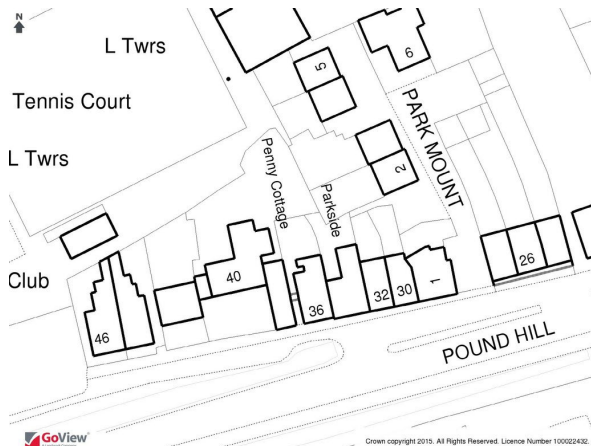 N
L Twrs
5
6
Tennis Court
PARK MOUNT
L Twrs
Penny Cottage
Parkside
2
Club
40
26
46
36
32
30
1
POUND HILL
GoView
Crown copyright 2015. All Rights Reserved. Licence Number 100022432.